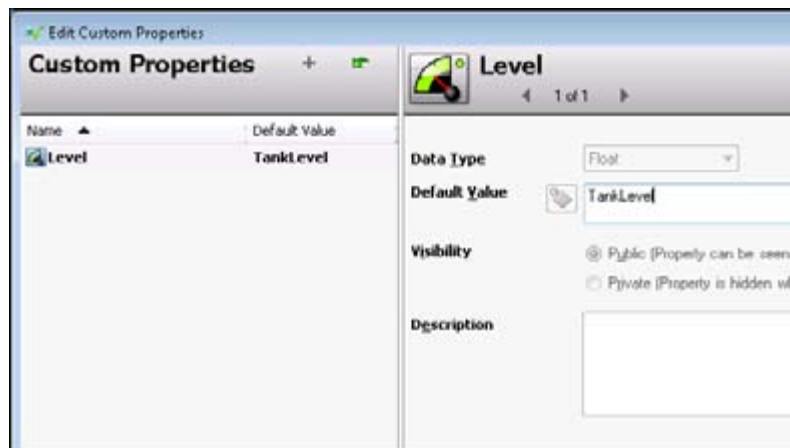 Edit Custom Properties
Custom Properties
Name
Default Value
Level
TankLevel
Level
1 of 1
Data Type
Float
Default Value
TankLevel
Visibility
Public (Property can be seen
Private (Property is hidden
Description